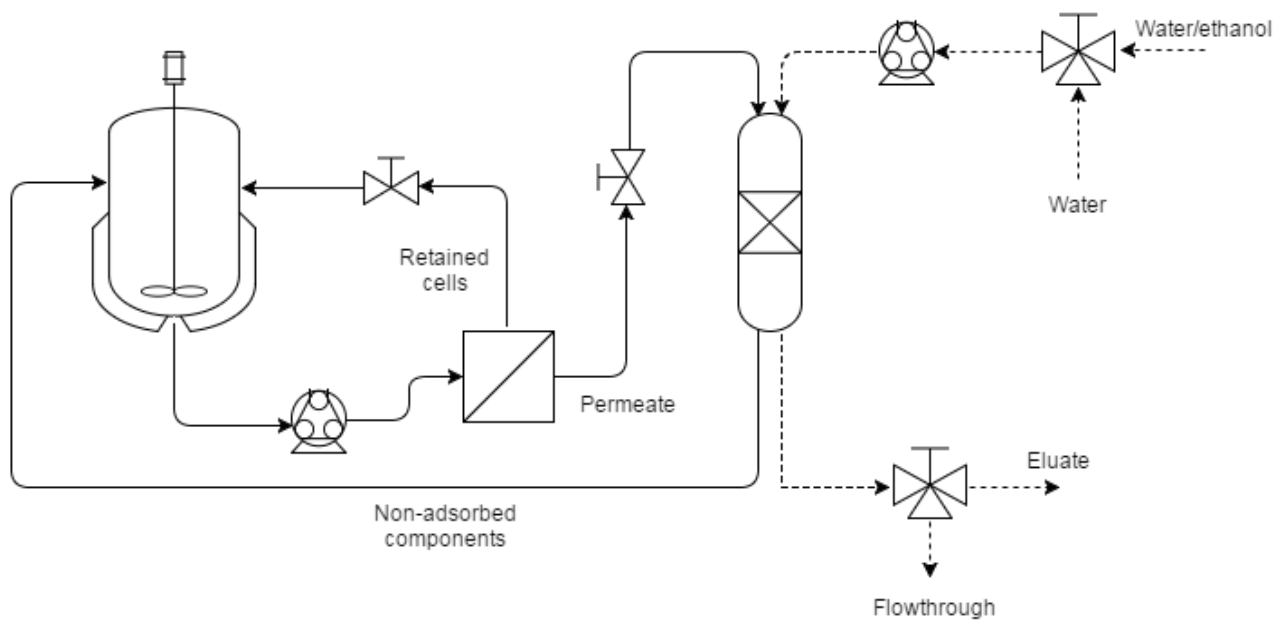 Water/ethanol
Water
Retained
cells
Permeate
Eluate
Non-adsorbed
components
Flowthrough